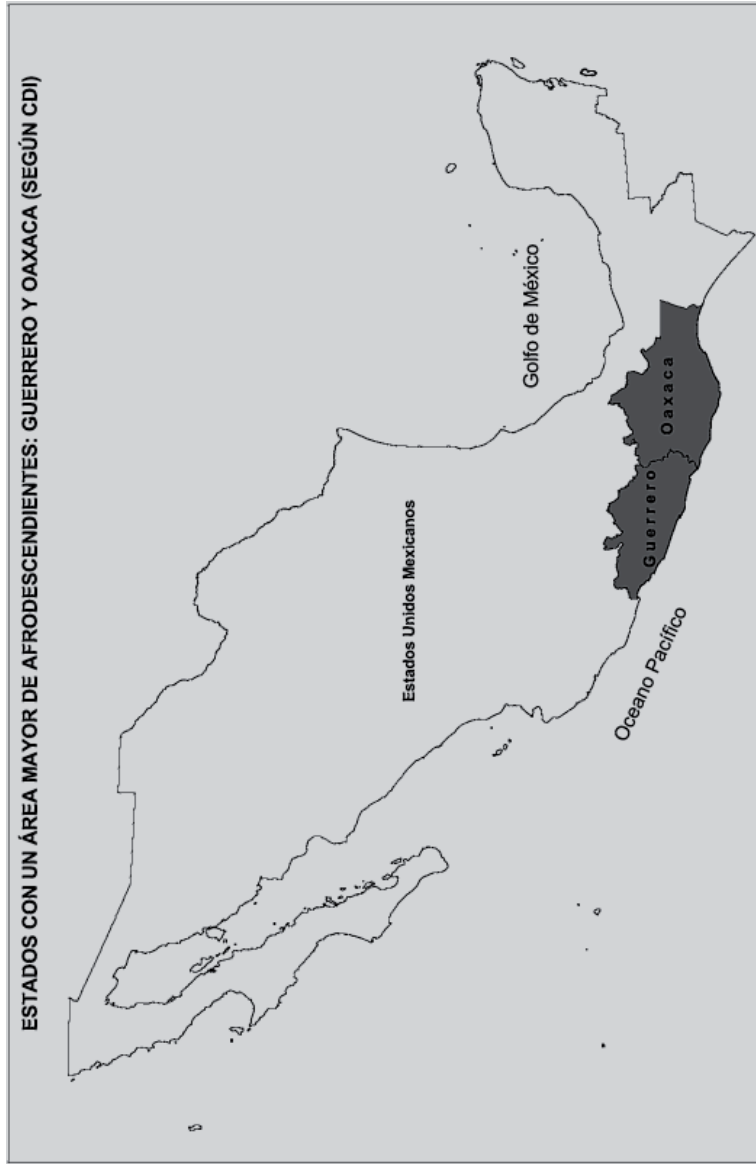 ESTADOS CON UN ÁREA MAYOR DE AFRODESCENDIENTES: GUERRERO Y OAXACA (SEGÚN CDI)
Golfo de México
Estados Unidos Mexicanos
Guerrero
Oaxaca
Oceano Pacífico